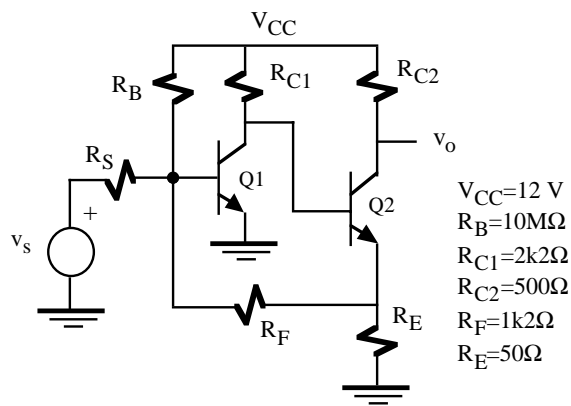 V_CC
R_B
R_C1
R_C2
R_S
Q1
v_o
+
v_s
Q2
R_F
R_E
V_CC=12 V
R_B=10MΩ
R_C1=2k2Ω
R_C2=500Ω
R_F=1k2Ω
R_E=50Ω